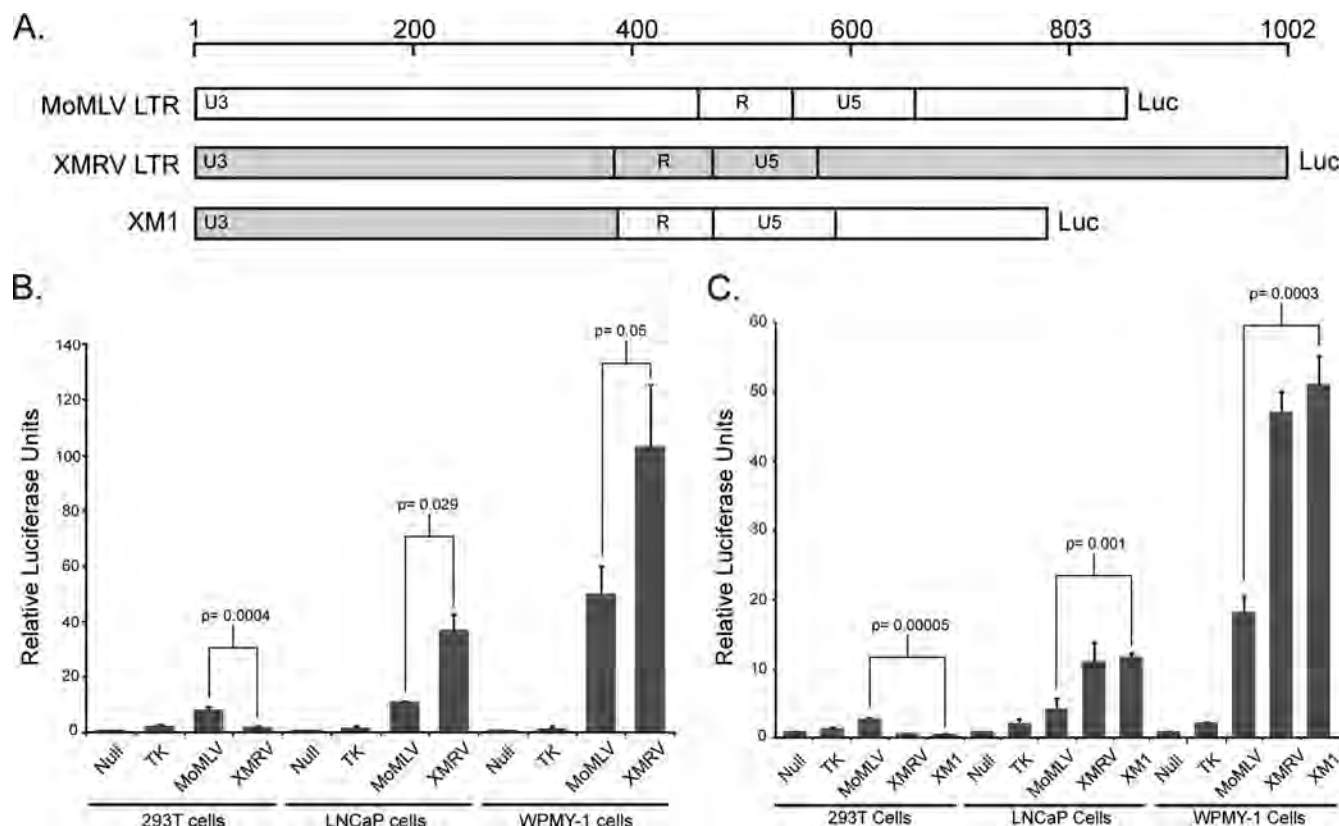 A.
1 200 400 600 803 1002
MoMLV LTR U3 R U5 Luc
XMRV LTR U3 R U5 Luc
XM1 U3 R U5 Luc
B.
Relative Luciferase Units
140
120
100
80
60
40
20
0
p= 0.0004
p= 0.029
p= 0.05
Null TK MoMLV XMRV Null TK MoMLV XMRV Null TK MoMLV XMRV
293T cells LNCaP cells WPMY-1 cells
C.
Relative Luciferase Units
60
50
40
30
20
10
0
p= 0.00005
p= 0.001
p= 0.0003
Null TK MoMLV XMRV XM1 Null TK MoMLV XMRV XM1 Null TK MoMLV XMRV XM1
293T Cells LNCaP Cells WPMY-1 Cells